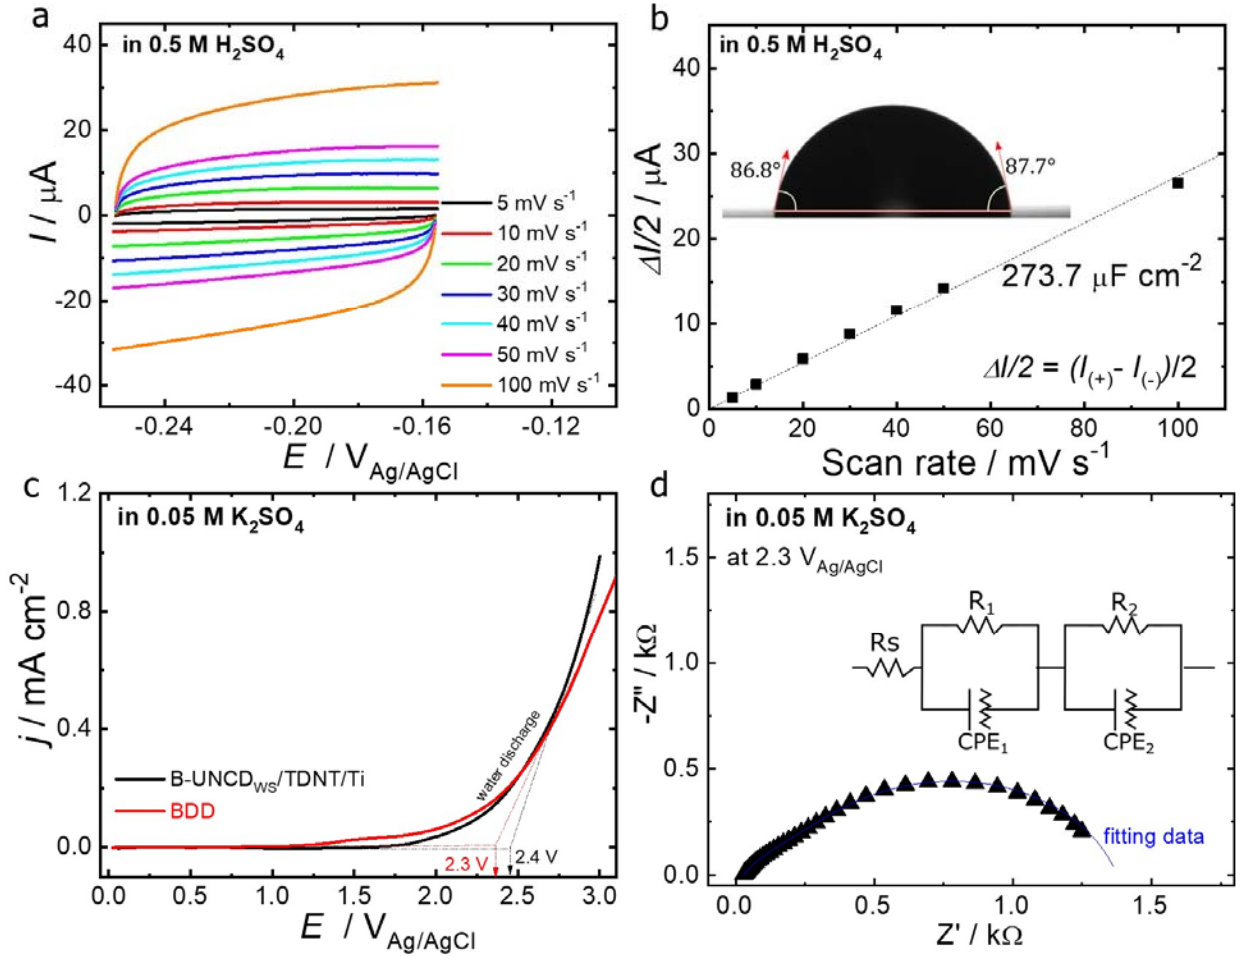 a
in 0.5 M H₂SO₄
40
20
0
-20
-40
I / μA
5 mV s⁻¹
10 mV s⁻¹
20 mV s⁻¹
30 mV s⁻¹
40 mV s⁻¹
50 mV s⁻¹
100 mV s⁻¹
-0.24 -0.20 -0.16 -0.12
E / V_Ag/AgCl
b
in 0.5 M H₂SO₄
40
30
20
10
0
ΔI/2 / μA
86.8°
87.7°
273.7 μF cm⁻²
ΔI/2 = (I₍₊₎- I₍₋₎)/2
0 20 40 60 80 100
Scan rate / mV s⁻¹
c
in 0.05 M K₂SO₄
1.2
0.8
0.4
0.0
j / mA cm⁻²
water discharge
B-UNCD_WS/TDNT/Ti
BDD
2.3 V
2.4 V
0.0 0.5 1.0 1.5 2.0 2.5 3.0
E / V_Ag/AgCl
d
in 0.05 M K₂SO₄
at 2.3 V_Ag/AgCl
1.5
1.0
0.5
0.0
-Z" / kΩ
Rs
R₁
CPE₁
R₂
CPE₂
fitting data
0.0 0.5 1.0 1.5
Z' / kΩ